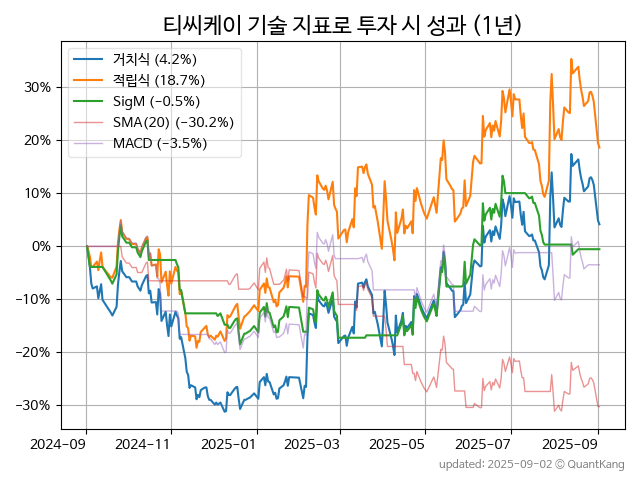 티씨케이 기술 지표로 투자 시 성과 (1년)
거치식 (4.2%)
적립식 (18.7%)
SigM (−0.5%)
SMA(20) (−30.2%)
MACD (−3.5%)
30%
20%
10%
0%
−10%
−20%
−30%
2024-09
2024-11
2025-01
2025-03
2025-05
2025-07
2025-09
updated: 2025-09-02 © QuantKang